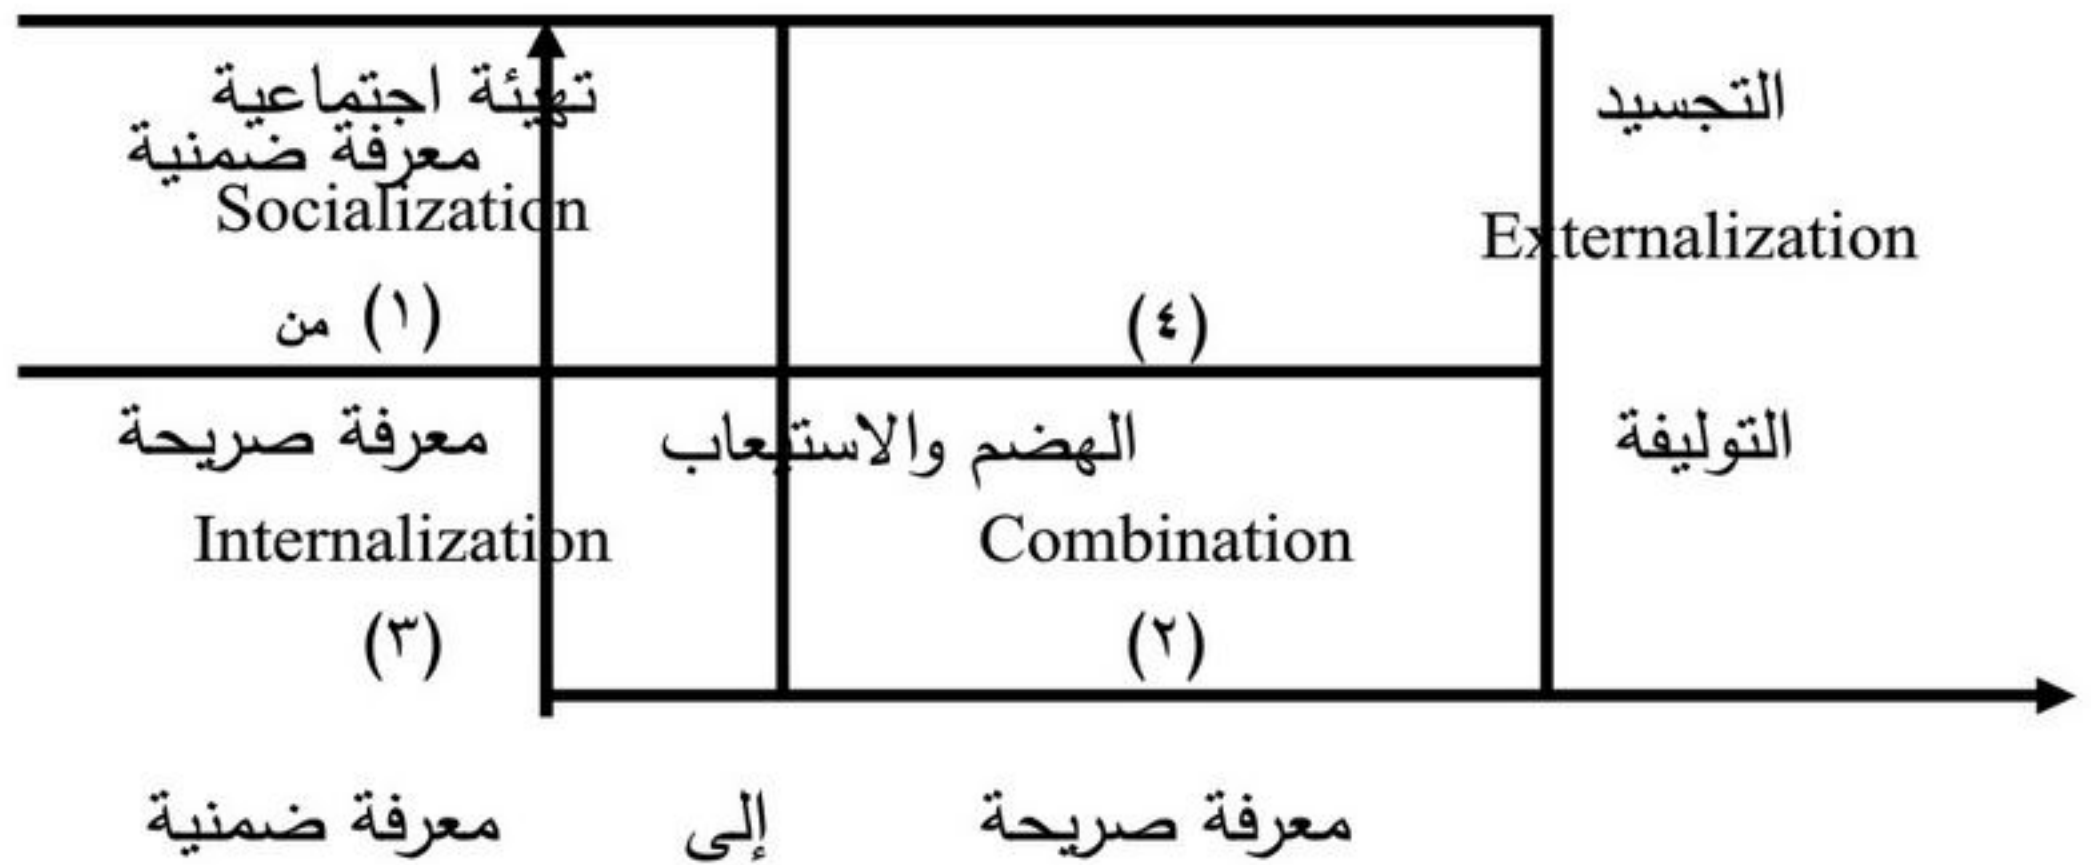 التجسيد
تهيئة اجتماعية
معرفة ضمنية
Socialization
Externalization
(٤)
(١) من
التوليفة
الهضم والاستيعاب
معرفة صريحة
Internalization
Combination
(٢)
(٣)
معرفة صريحة
إلى
معرفة ضمنية